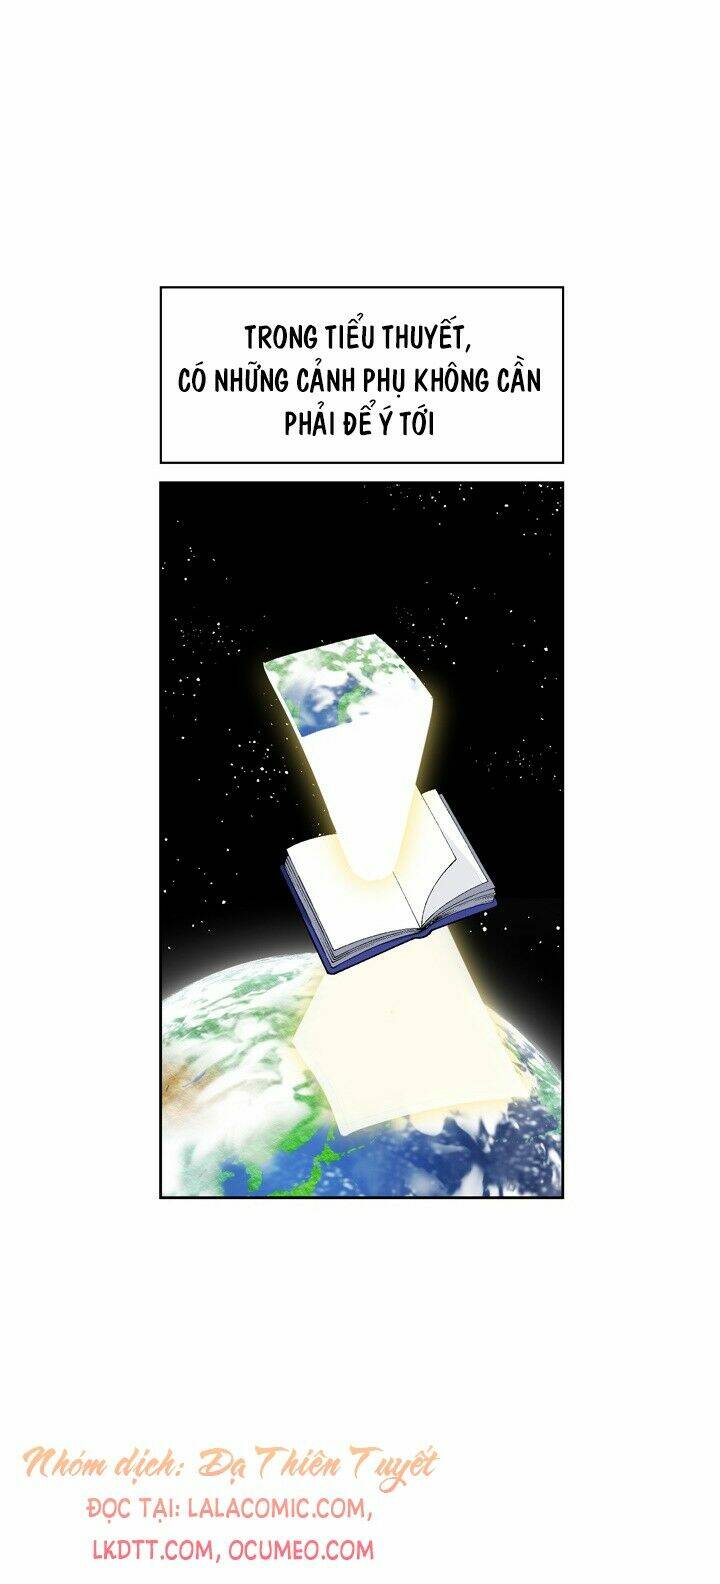 TRONG TIỂU THUYẾT,
CÓ NHỮNG CẢNH PHỤ KHÔNG CẦN
PHẢI ĐỂ Ý TỚI
Nhóm dịch: Dạ Thiên Tuyết
ĐỌC TẠI: LALACOMIC.COM,
LKDTT.COM, OCUMEO.COM